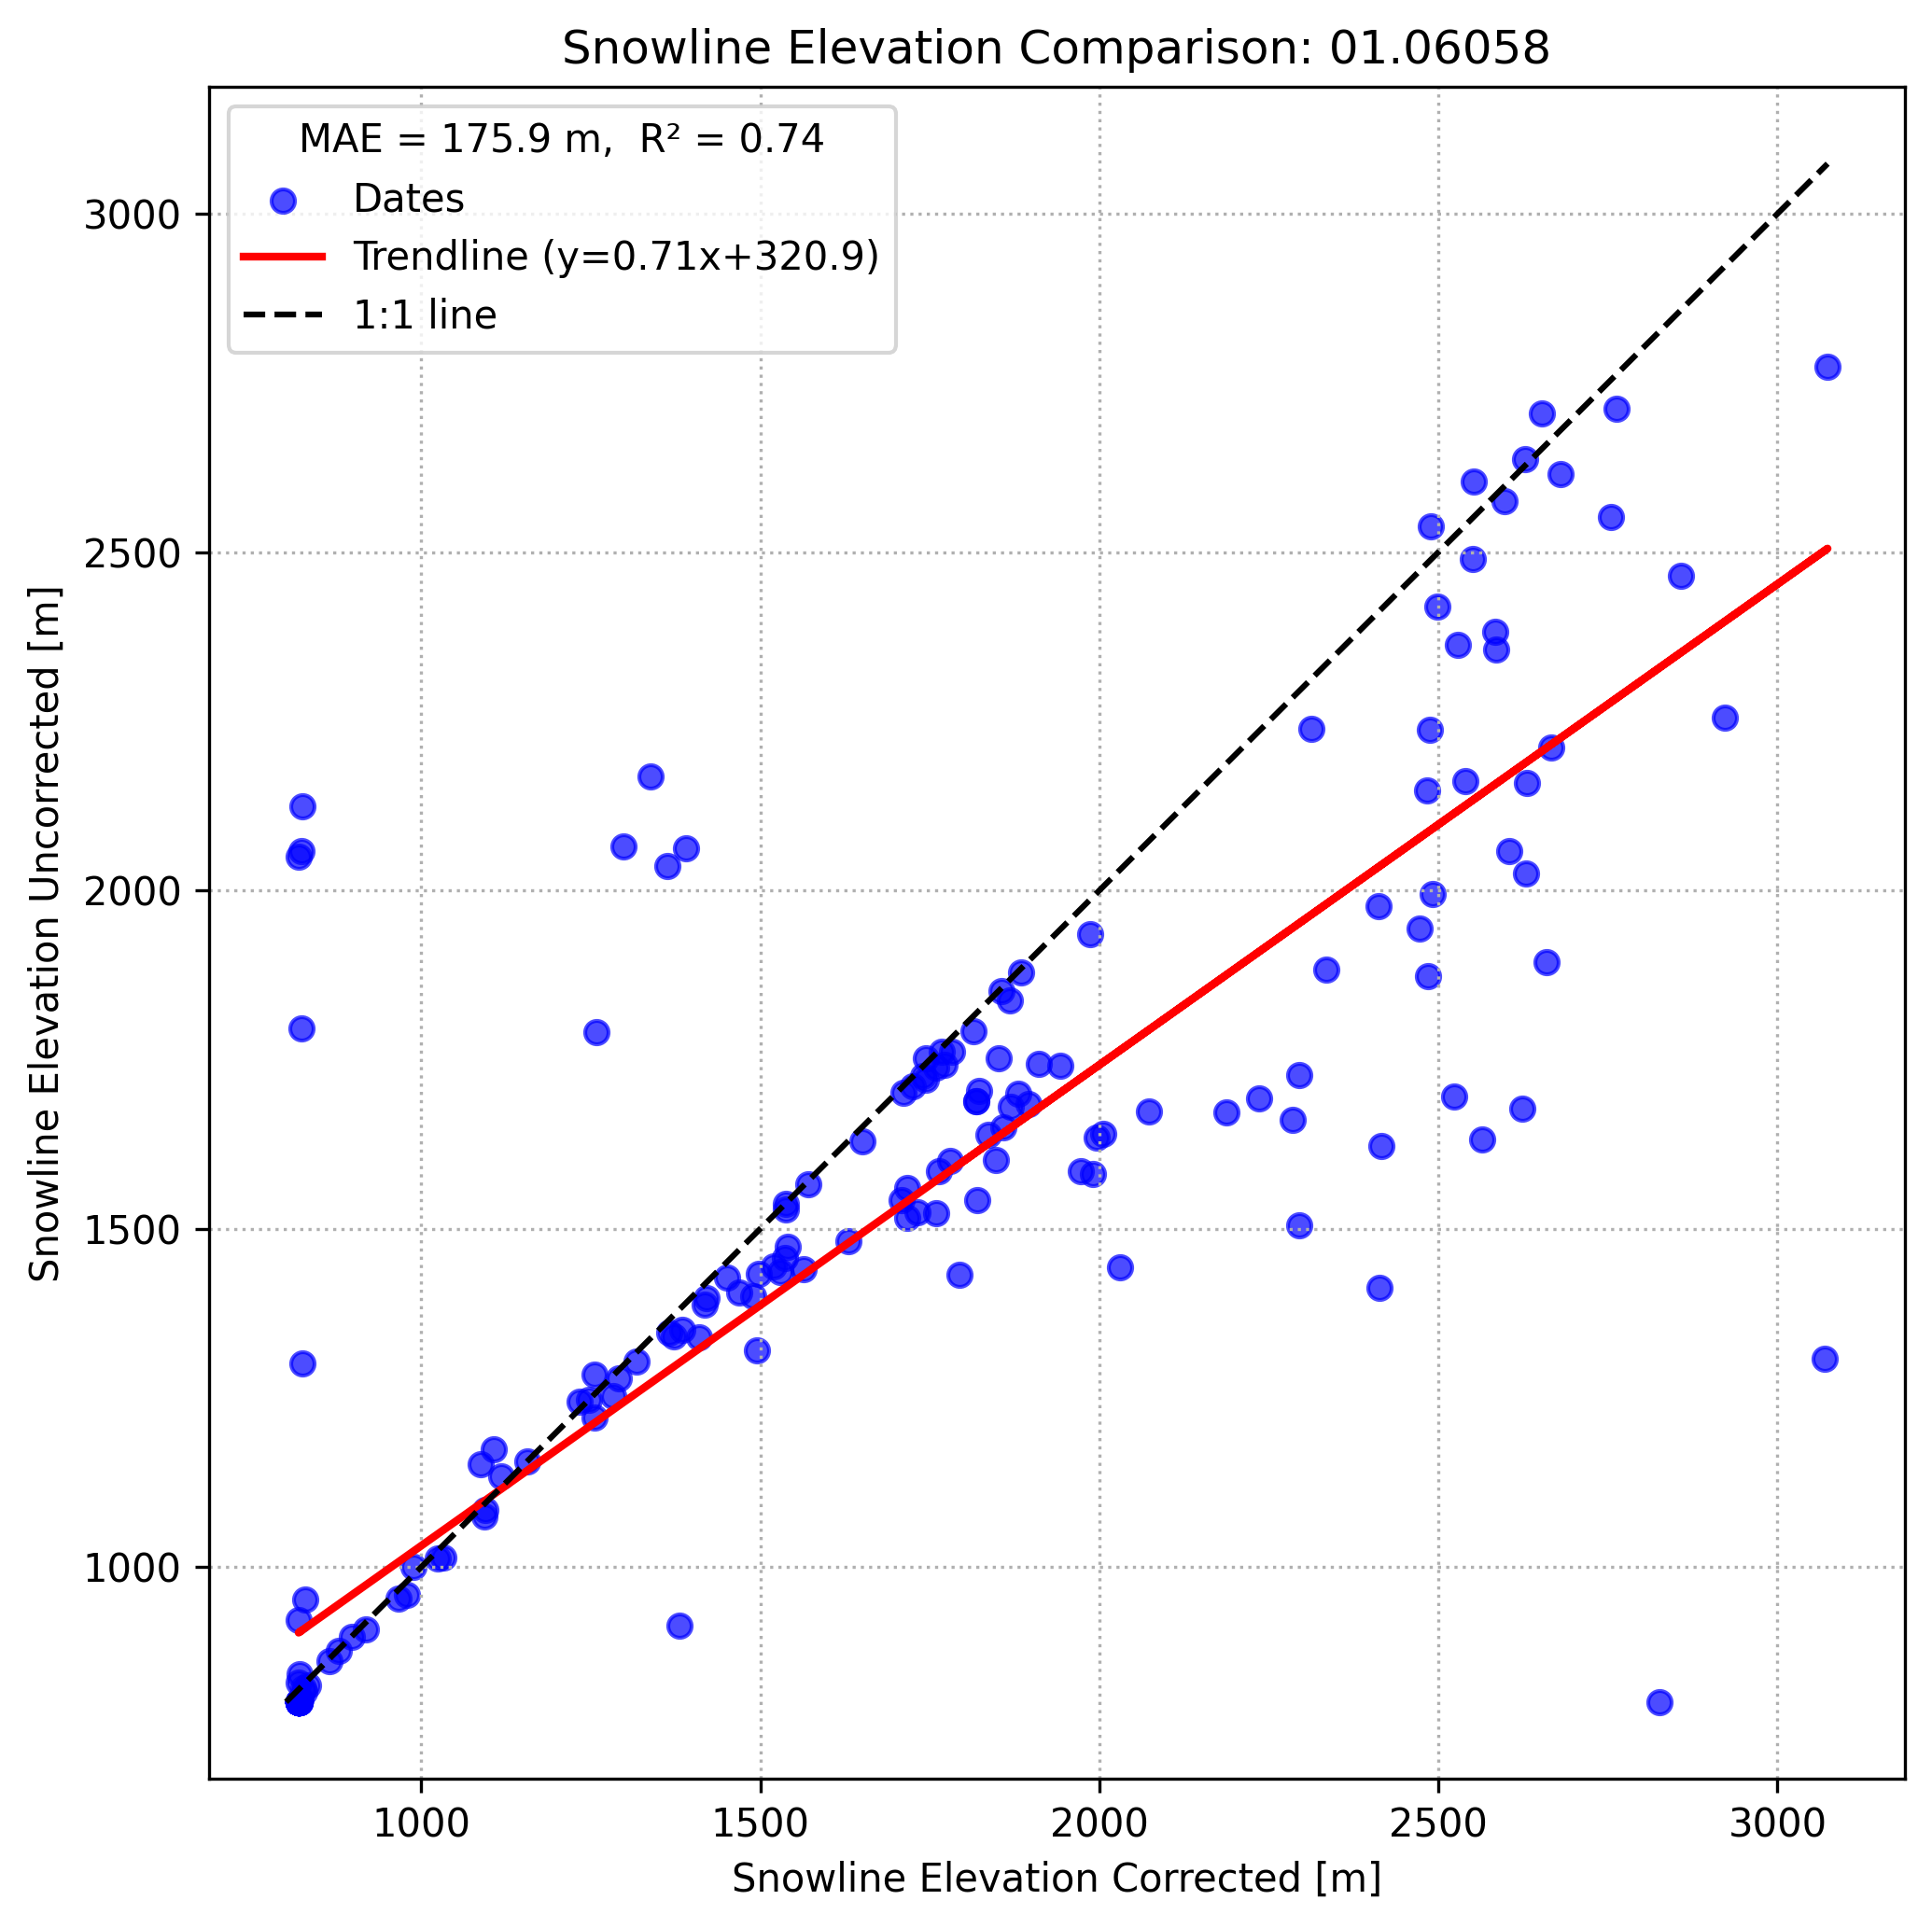 Snowline Elevation Comparison: 01.06058
MAE = 175.9 m,  R² = 0.74
Dates
Trendline (y=0.71x+320.9)
1:1 line
Snowline Elevation Uncorrected [m]
3000
2500
2000
1500
1000
1000 1500 2000 2500 3000
Snowline Elevation Corrected [m]